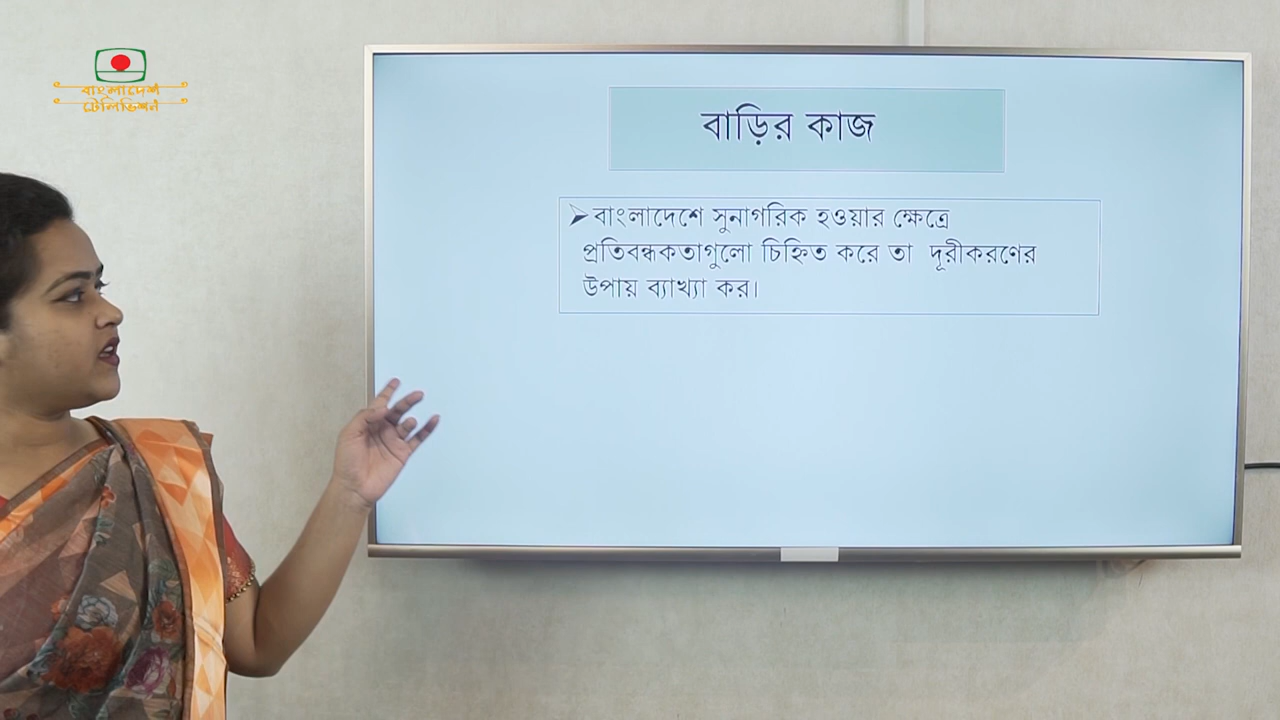 বাংলাদেশ
টেলিভিশন
বাড়ির কাজ
➢বাংলাদেশে সুনাগরিক হওয়ার ক্ষেত্রে
প্রতিবন্ধকতাগুলো চিহ্নিত করে তা দূরীকরণের
উপায় ব্যাখ্যা কর।